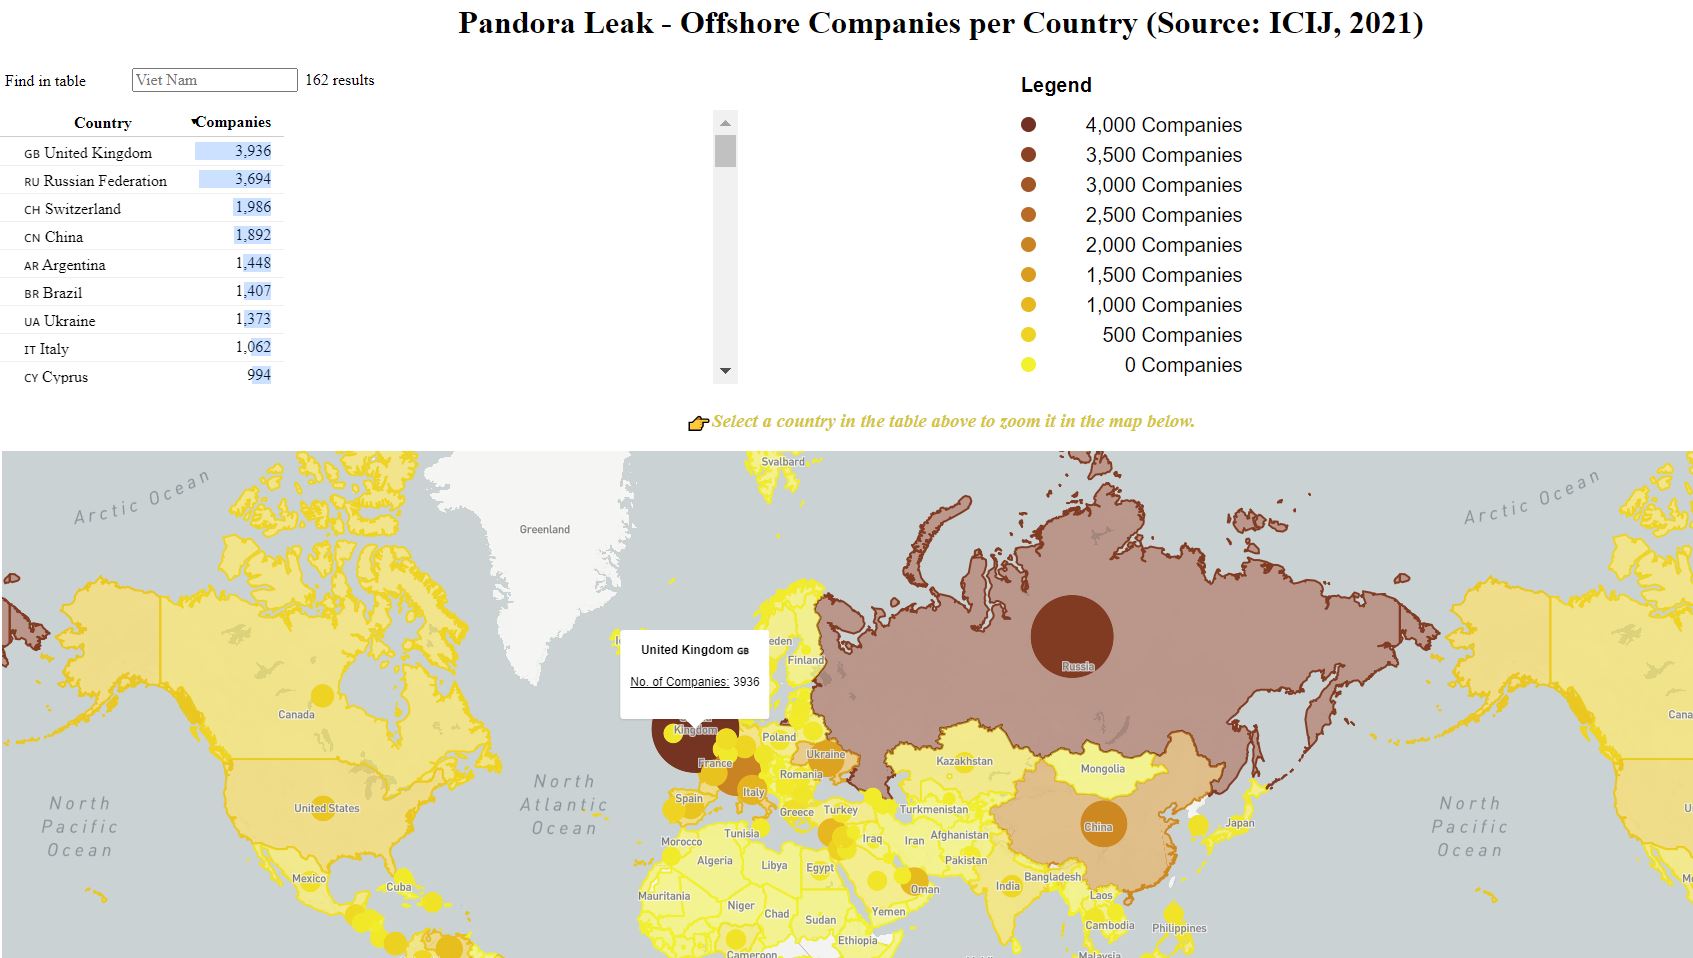 Pandora Leak - Offshore Companies per Country (Source: ICIJ, 2021)
Find in table Viet Nam 162 results
Country ▼Companies
GB United Kingdom 3,936
RU Russian Federation 3,694
CH Switzerland 1,986
CN China 1,892
AR Argentina 1,448
BR Brazil 1,407
UA Ukraine 1,373
IT Italy 1,062
CY Cyprus 994
Legend
4,000 Companies
3,500 Companies
3,000 Companies
2,500 Companies
2,000 Companies
1,500 Companies
1,000 Companies
500 Companies
0 Companies
👉 Select a country in the table above to zoom it in the map below.
Svalbard
Arctic Ocean
Arctic Ocean
Greenland
United Kingdom GB
No. of Companies: 3936
Finland
Russia
Canada
Kingdom
Poland
France
Ukraine
Kazakhstan
Mongolia
Romania
North
Pacific
Ocean
United States
North
Atlantic
Ocean
Spain
Italy
Greece
Turkey
Turkmenistan
China
Japan
North
Pacific
Ocean
Morocco
Tunisia
Algeria
Libya
Egypt
Iraq
Iran
Afghanistan
Pakistan
Mexico
Cuba
Mauritania
Niger
Chad
Sudan
Oman
Yemen
India
Bangladesh
Laos
Ethiopia
Cambodia
Philippines
Cameroon
Malaysia